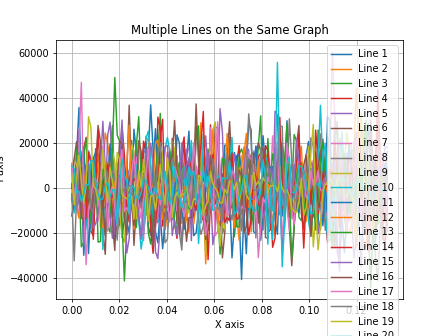 Multiple Lines on the Same Graph
60000
40000
20000
0
−20000
−40000
axis
0.00
0.02
0.04
0.06
0.08
0.10
X axis
Line 1
Line 2
Line 3
Line 4
Line 5
Line 6
Line 7
Line 8
Line 9
Line 10
Line 11
Line 12
Line 13
Line 14
Line 15
Line 16
Line 17
Line 18
Line 19
Line 20